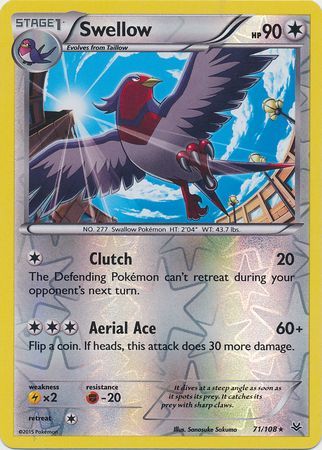 STAGE1
Swellow
HP 90
Evolves from Taillow
NO. 277 Swallow Pokémon HT: 2'04" WT: 43.7 lbs.
Clutch 20
The Defending Pokémon can't retreat during your
opponent's next turn.
Aerial Ace 60+
Flip a coin. If heads, this attack does 30 more damage.
weakness resistance
×2 -20
retreat
It dives at a steep angle as soon as
it spots its prey. It catches its
prey with sharp claws.
Illus. Sanosuke Sakuma
71/108 ★
©2015 Pokémon